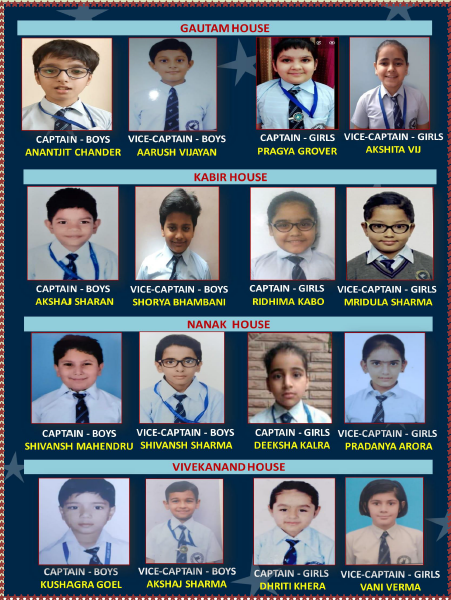 GAUTAM HOUSE
CAPTAIN - BOYS VICE-CAPTAIN - BOYS CAPTAIN - GIRLS VICE-CAPTAIN - GIRLS
ANANTJIT CHANDER AARUSH VIJAYAN PRAGYA GROVER AKSHITA VIJ
KABIR HOUSE
CAPTAIN - BOYS VICE-CAPTAIN - BOYS CAPTAIN - GIRLS VICE-CAPTAIN - GIRLS
AKSHAJ SHARAN SHORYA BHAMBANI RIDHIMA KABO MRIDULA SHARMA
NANAK HOUSE
CAPTAIN - BOYS VICE-CAPTAIN - BOYS CAPTAIN - GIRLS VICE-CAPTAIN - GIRLS
SHIVANSH MAHENDRU SHIVANSH SHARMA DEEKSHA KALRA PRADANYA ARORA
VIVEKANAND HOUSE
CAPTAIN - BOYS VICE-CAPTAIN - BOYS CAPTAIN - GIRLS VICE-CAPTAIN - GIRLS
KUSHAGRA GOEL AKSHAJ SHARMA DHRITI KHERA VANI VERMA